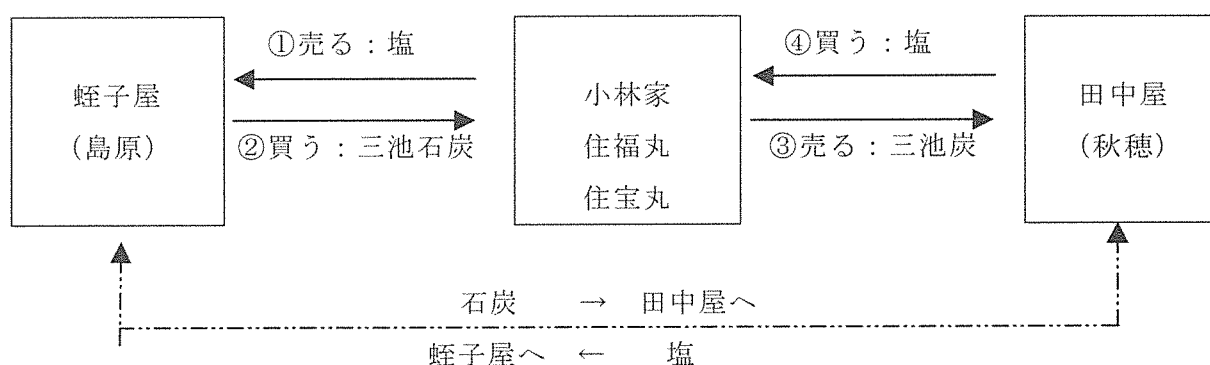 ①売る：塩
④買う：塩
蛭子屋
(島原)
小林家
住福丸
住宝丸
田中屋
(秋穂)
②買う：三池石炭
③売る：三池炭
石炭 → 田中屋へ
蛭子屋へ ← 塩